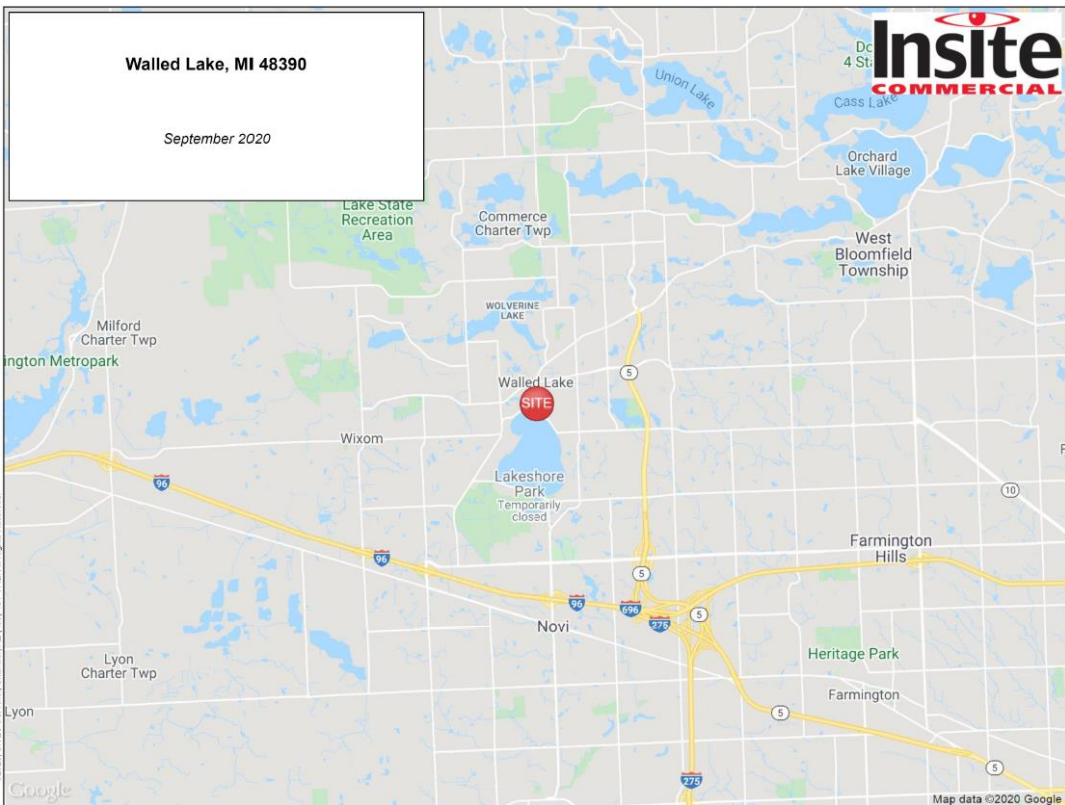 Walled Lake, MI 48390
September 2020
Insite
COMMERCIAL
Union Lake
Cass Lake
Orchard
Lake Village
Lake State
Recreation
Area
Commerce
Charter Twp
West
Bloomfield
Township
WOLVERINE
LAKE
Milford
Charter Twp
ington Metropark
5
Walled Lake
SITE
Wixom
Lakeshore
Park
Temporarily
closed
96
10
Farmington
Hills
96
5
96
696
5
275
Novi
Heritage Park
Lyon
Charter Twp
Farmington
Lyon
5
5
275
Google
Map data ©2020 Google